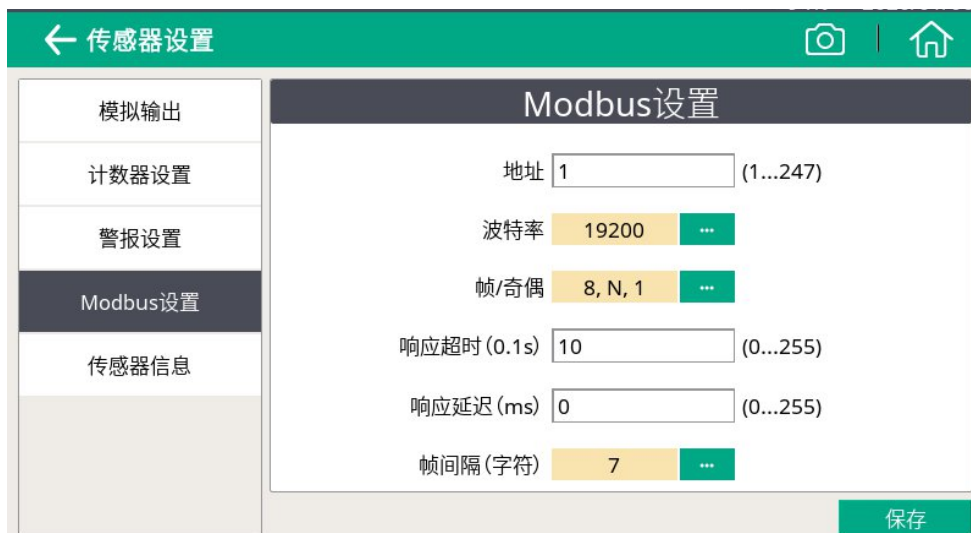 传感器设置
模拟输出
计数器设置
警报设置
Modbus设置
传感器信息
Modbus设置
地址 1 (1...247)
波特率 19200 ...
帧/奇偶 8, N, 1 ...
响应超时(0.1s) 10 (0...255)
响应延迟(ms) 0 (0...255)
帧间隔(字符) 7 ...
保存